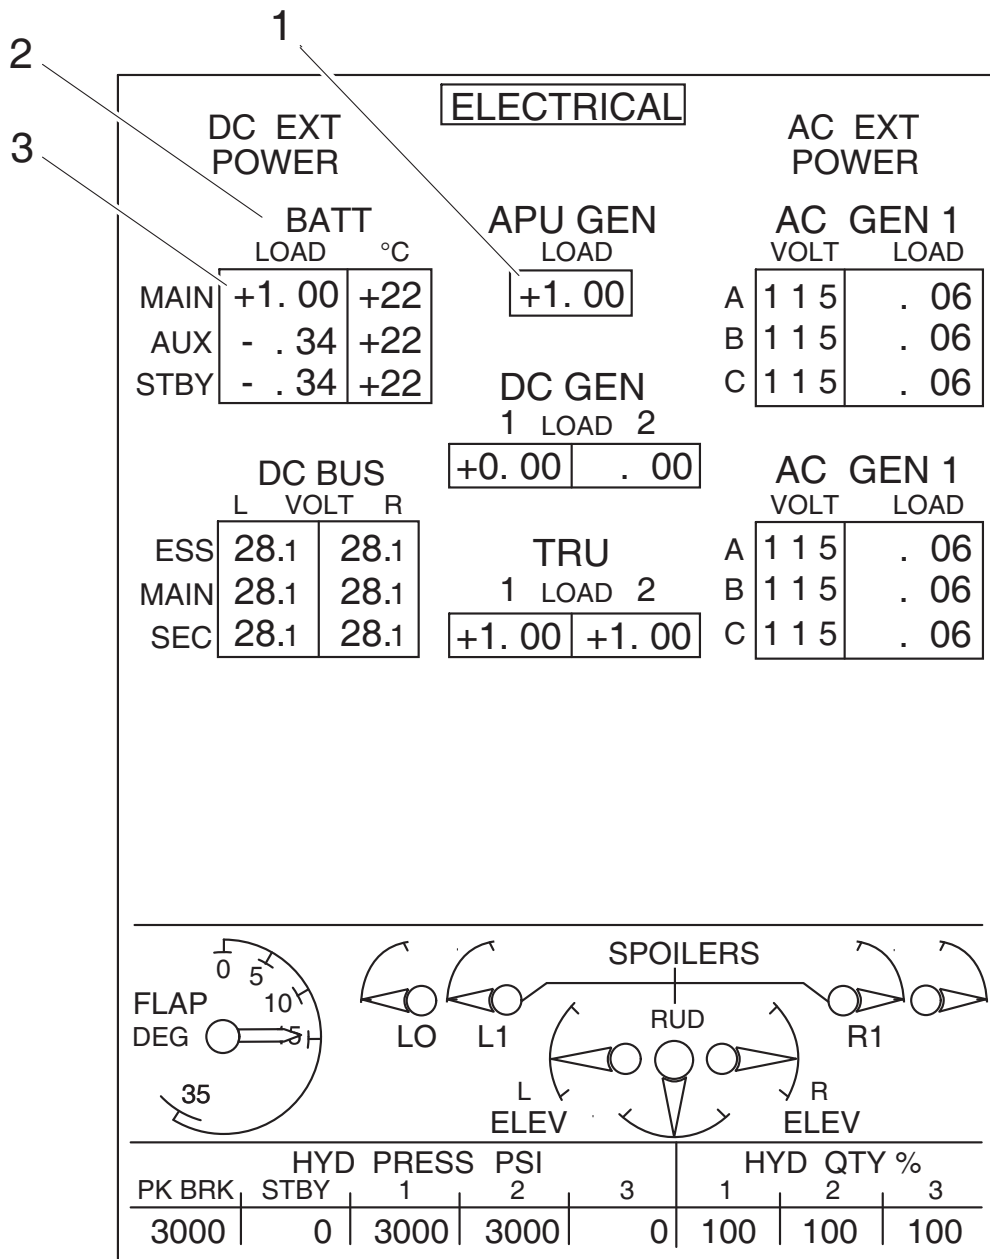 1
2
3
ELECTRICAL
DC EXT
POWER
AC EXT
POWER
BATT
LOAD °C
MAIN +1. 00 +22
AUX - . 34 +22
STBY - . 34 +22
APU GEN
LOAD
+1. 00
AC GEN 1
VOLT LOAD
A 1 1 5 . 06
B 1 1 5 . 06
C 1 1 5 . 06
DC GEN
1 LOAD 2
+0. 00 . 00
DC BUS
L VOLT R
ESS 28.1 28.1
MAIN 28.1 28.1
SEC 28.1 28.1
TRU
1 LOAD 2
+1. 00 +1. 00
AC GEN 1
VOLT LOAD
A 1 1 5 . 06
B 1 1 5 . 06
C 1 1 5 . 06
FLAP
DEG
0
5
10
15
35
SPOILERS
LO L1 RUD R1
L
ELEV
R
ELEV
HYD PRESS PSI HYD QTY %
PK BRK STBY 1 2 3 1 2 3
3000 0 3000 3000 0 100 100 100